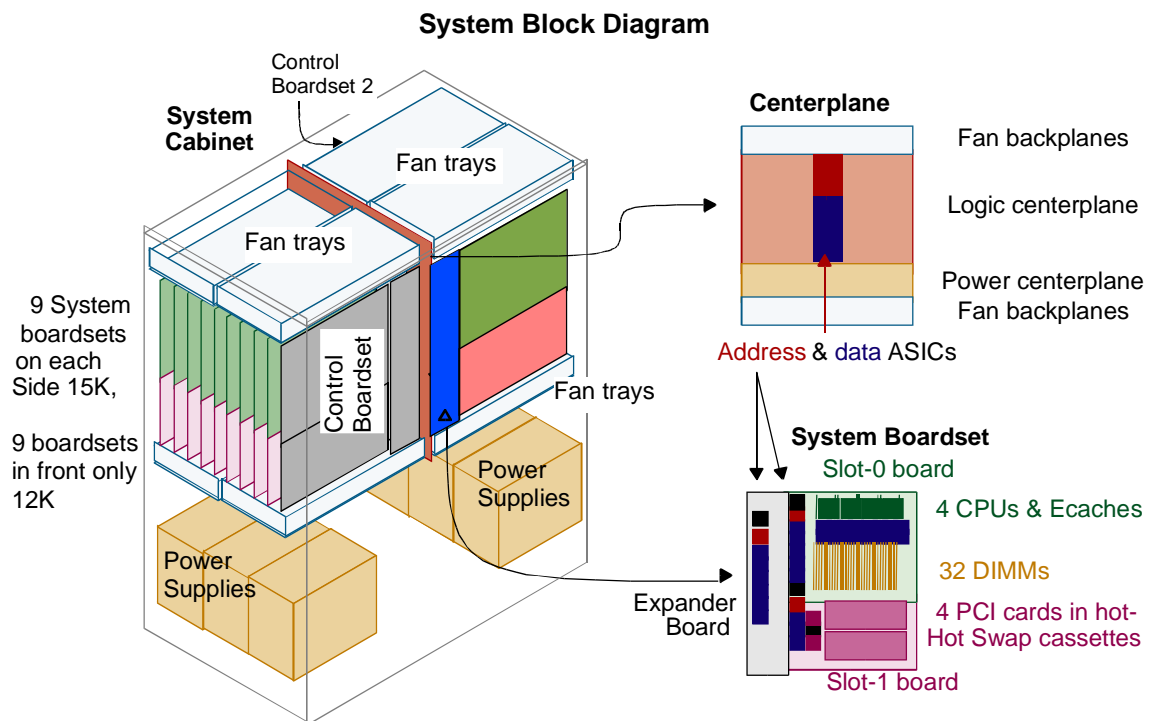 System Block Diagram
Control
Boardset 2
System
Cabinet
Fan trays
Fan trays
9 System
boardsets
on each
Side 15K,
9 boardsets
in front only
12K
Control
Boardset
Fan trays
Power
Supplies
Power
Supplies
Centerplane
Fan backplanes
Logic centerplane
Power centerplane
Fan backplanes
Address & data ASICs
System Boardset
Slot-0 board
4 CPUs & Ecaches
32 DIMMs
Expander
Board
4 PCI cards in hot-
Hot Swap cassettes
Slot-1 board